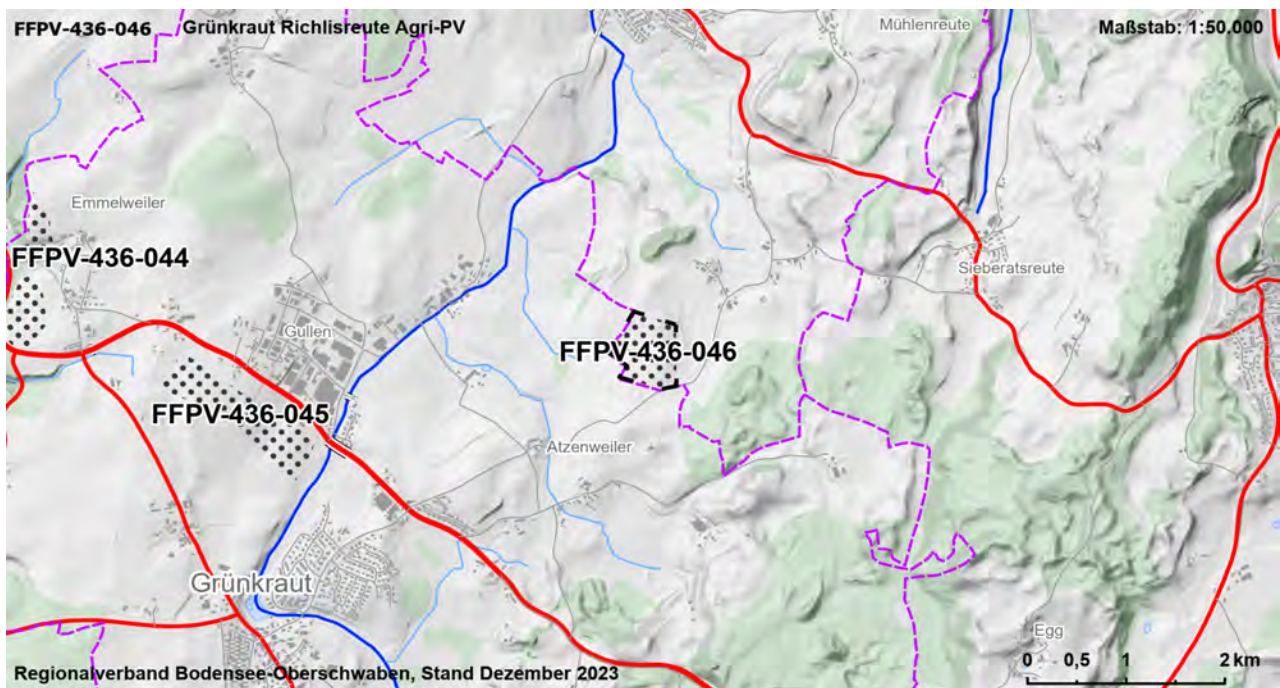 FFPV-436-046 Grünkraut Richlisreute Agri-PV Maßstab: 1:50.000
Mühlenreute
Emmelweiler
FFPV-436-044
Sieberatsreute
Gullen
FFPV-436-046
FFPV-436-045
Atzenweiler
Grünkraut
Egg
0 0,5 1 2 km
Regionalverband Bodensee-Oberschwaben, Stand Dezember 2023